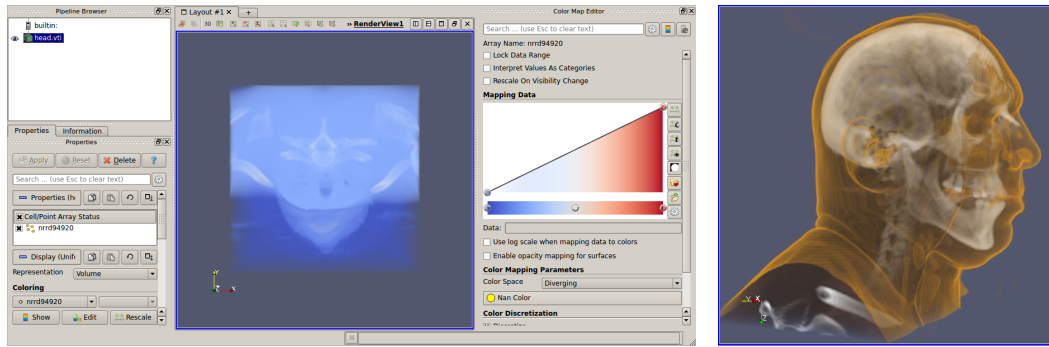 Pipeline Browser
builtin:
head.vti
Properties Information
Properties
Apply Reset Delete ?
Search ... (use Esc to clear text)
Properties (h
Cell/Point Array Status
nrrd94920
Display (Unifi
Representation Volume
Coloring
nrrd94920
Show Edit Rescale
Layout #1 × +
3D » RenderView1
Y
Z X
Color Map Editor
Search ... (use Esc to clear text)
Array Name: nrrd94920
Lock Data Range
Interpret Values As Categories
Rescale On Visibility Change
Mapping Data
Data:
Use log scale when mapping data to colors
Enable opacity mapping for surfaces
Color Mapping Parameters
Color Space Diverging
Nan Color
Color Discretization
Y X
Z